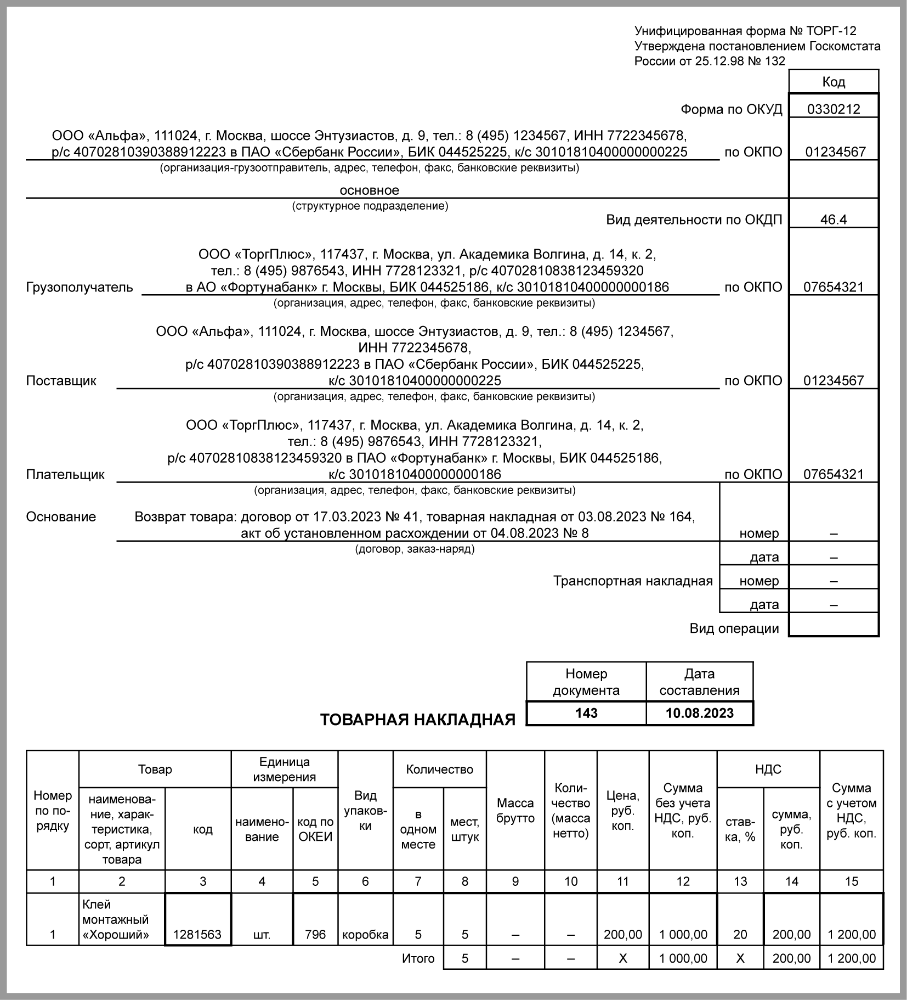 Унифицированная форма № ТОРГ-12
Утверждена постановлением Госкомстата
России от 25.12.98 № 132
Код
Форма по ОКУД 0330212
ООО «Альфа», 111024, г. Москва, шоссе Энтузиастов, д. 9, тел.: 8 (495) 1234567, ИНН 7722345678,
р/с 40702810390388912223 в ПАО «Сбербанк России», БИК 044525225, к/с 30101810400000000225 по ОКПО 01234567
(организация-грузоотправитель, адрес, телефон, факс, банковские реквизиты)
основное
(структурное подразделение)
Вид деятельности по ОКДП 46.4
ООО «ТоргПлюс», 117437, г. Москва, ул. Академика Волгина, д. 14, к. 2,
тел.: 8 (495) 9876543, ИНН 7728123321, р/с 40702810838123459320
Грузополучатель в АО «Фортунабанк» г. Москвы, БИК 044525186, к/с 30101810400000000186 по ОКПО 07654321
(организация, адрес, телефон, факс, банковские реквизиты)
ООО «Альфа», 111024, г. Москва, шоссе Энтузиастов, д. 9, тел.: 8 (495) 1234567,
ИНН 7722345678,
р/с 40702810390388912223 в ПАО «Сбербанк России», БИК 044525225,
Поставщик к/с 30101810400000000225 по ОКПО 01234567
(организация, адрес, телефон, факс, банковские реквизиты)
ООО «ТоргПлюс», 117437, г. Москва, ул. Академика Волгина, д. 14, к. 2,
тел.: 8 (495) 9876543, ИНН 7728123321,
р/с 40702810838123459320 в ПАО «Фортунабанк» г. Москвы, БИК 044525186,
Плательщик к/с 30101810400000000186 по ОКПО 07654321
(организация, адрес, телефон, факс, банковские реквизиты)
Основание Возврат товара: договор от 17.03.2023 № 41, товарная накладная от 03.08.2023 № 164,
акт об установленном расхождении от 04.08.2023 № 8 номер –
(договор, заказ-наряд)
дата –
Транспортная накладная номер –
дата –
Вид операции
Номер документа
Дата составления
ТОВАРНАЯ НАКЛАДНАЯ 143 10.08.2023
Номер по по-рядку
Товар
наименова-ние, харак-теристика, сорт, артикул товара
код
Единица измерения
наимено-вание
код по ОКЕИ
Вид упаков-ки
Количество
в одном месте
мест, штук
Масса брутто
Коли-чество (масса нетто)
Цена, руб. коп.
Сумма без учета НДС, руб. коп.
НДС
став-ка, %
сумма, руб. коп.
Сумма с учетом НДС, руб. коп.
1 2 3 4 5 6 7 8 9 10 11 12 13 14 15
1 Клей монтажный «Хороший» 1281563 шт. 796 коробка 5 5 – – 200,00 1 000,00 20 200,00 1 200,00
Итого 5 – – Х 1 000,00 Х 200,00 1 200,00